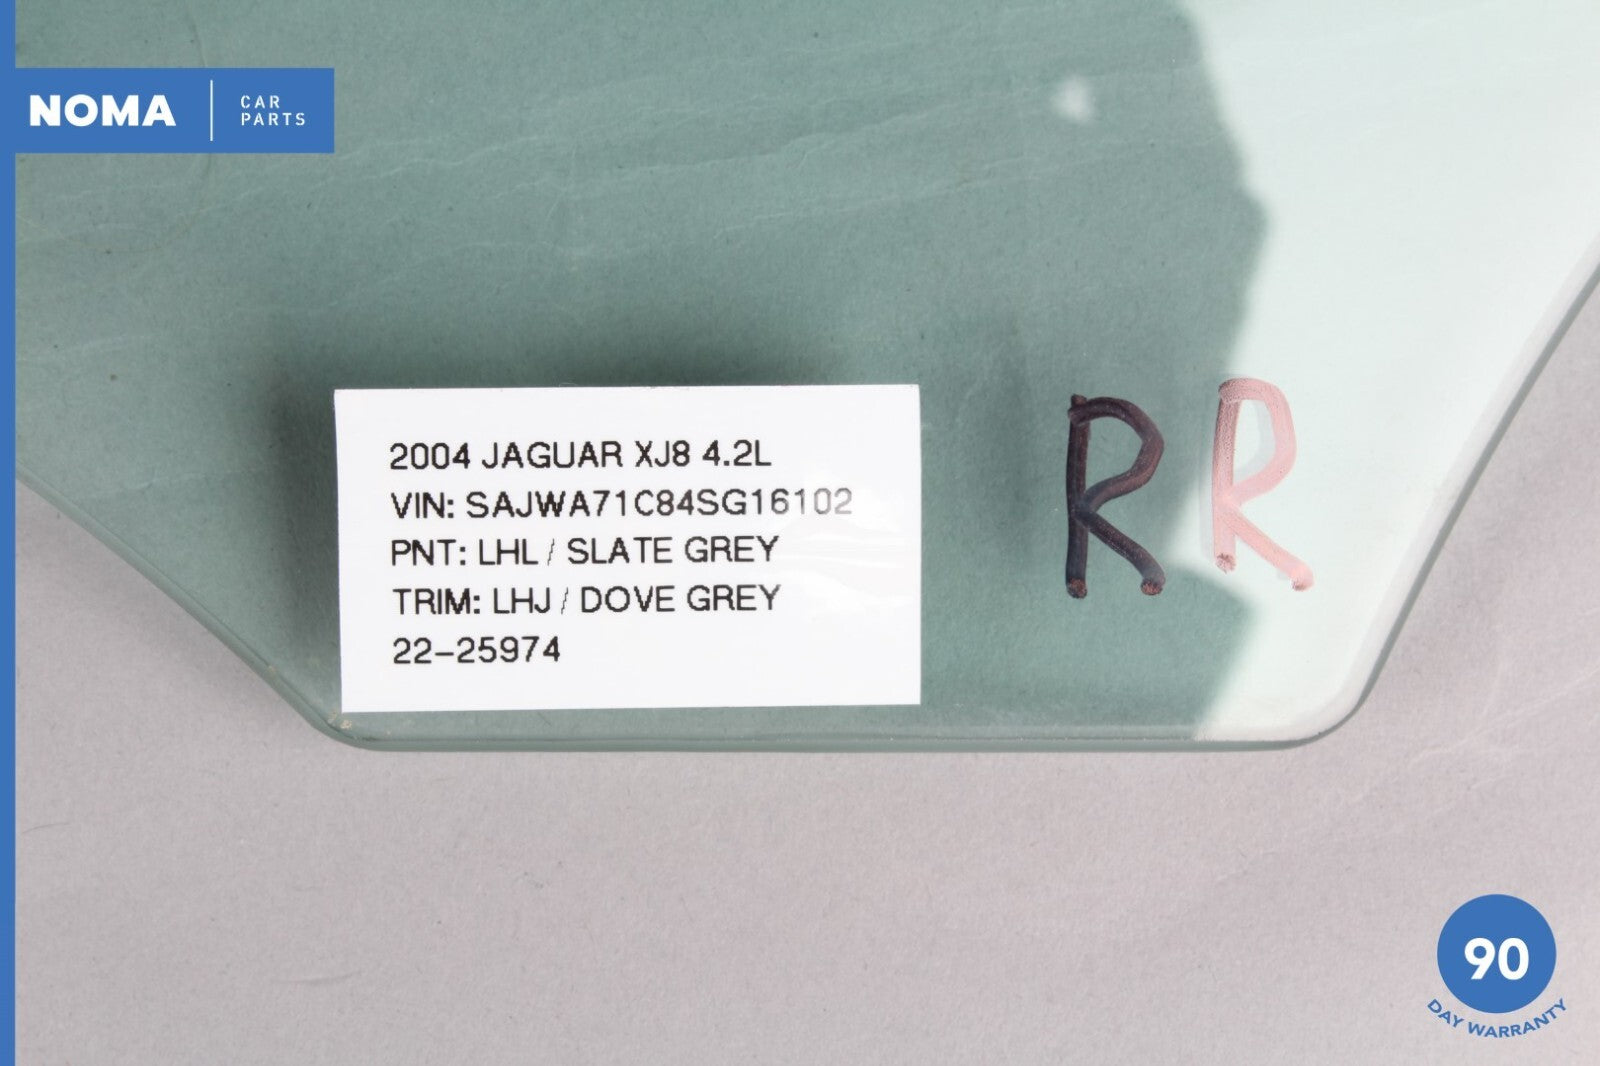 NOMA
CAR
PARTS
2004 JAGUAR XJ8 4.2L
VIN: SAJWA71C84SG16102
PNT: LHL / SLATE GREY
TRIM: LHJ / DOVE GREY
22-25974
RR
90
DAY WARRANTY